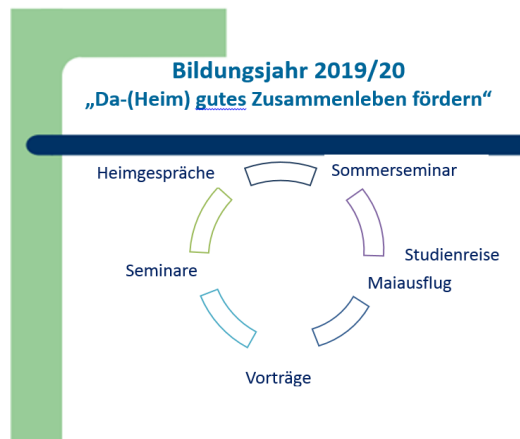 Bildungsjahr 2019/20
„Da-(Heim) gutes Zusammenleben fördern“
Heimgespräche
Sommerseminar
Studienreise
Seminare
Maiausflug
Vorträge